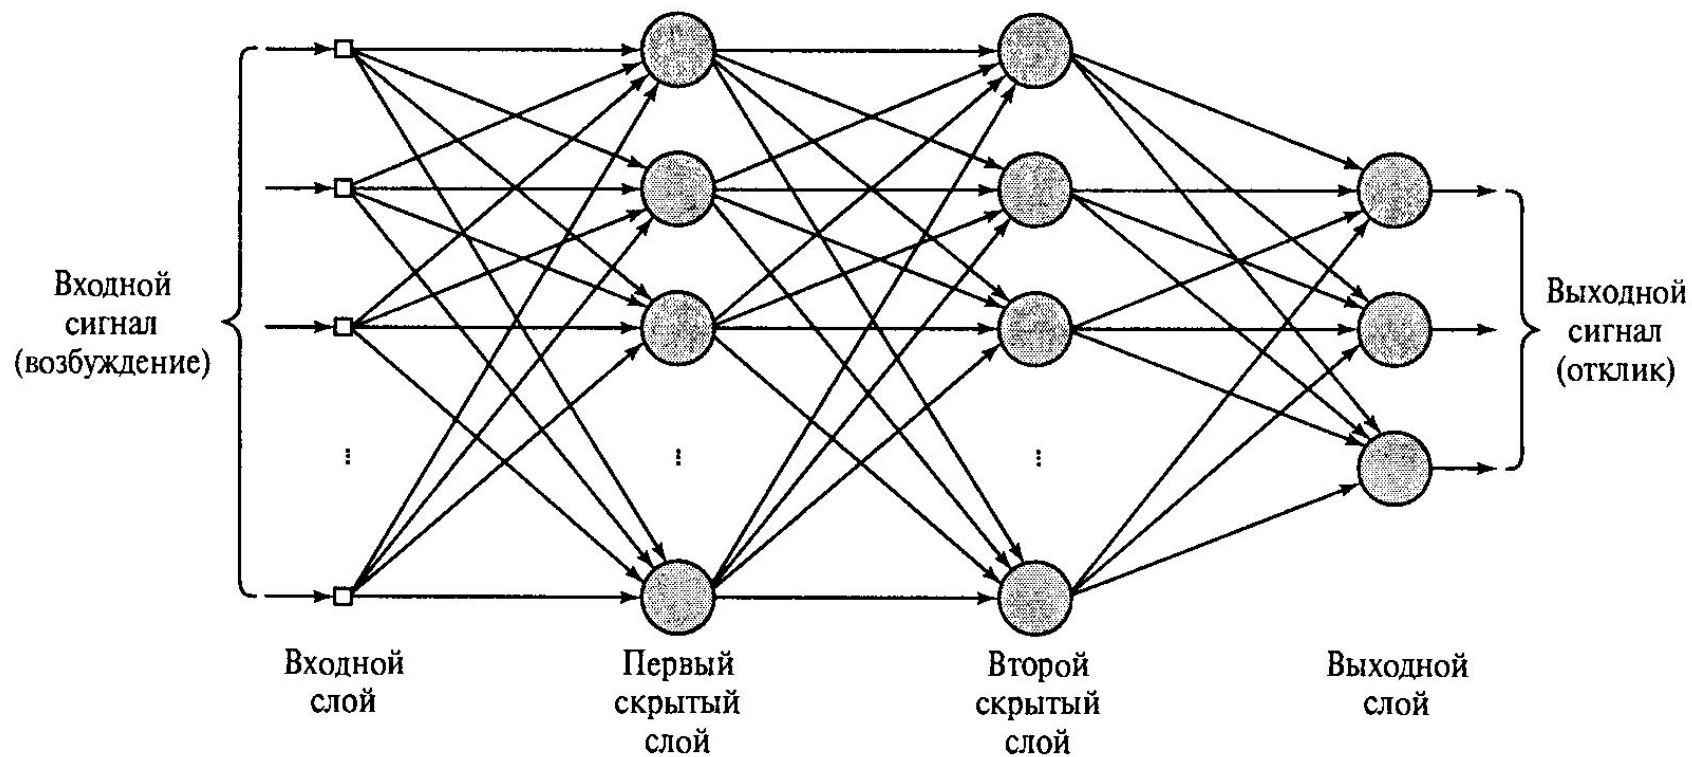 Входной
сигнал
(возбуждение)
Выходной
сигнал
(отклик)
...
...
...
Входной
слой
Первый
скрытый
слой
Второй
скрытый
слой
Выходной
слой